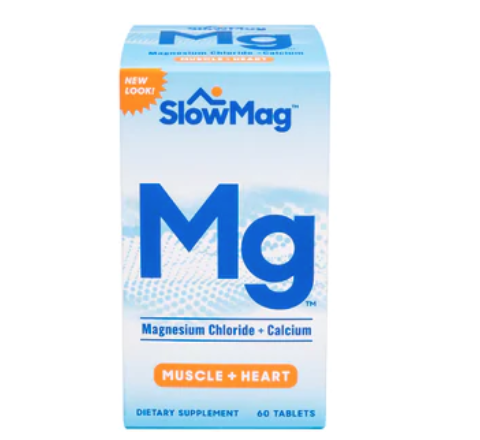 Mg
Magnesium Chloride + Calcium
MUSCLE + HEART
NEW
LOOK!
SlowMag™
Mg™
Magnesium Chloride + Calcium
MUSCLE + HEART
DIETARY SUPPLEMENT 60 TABLETS